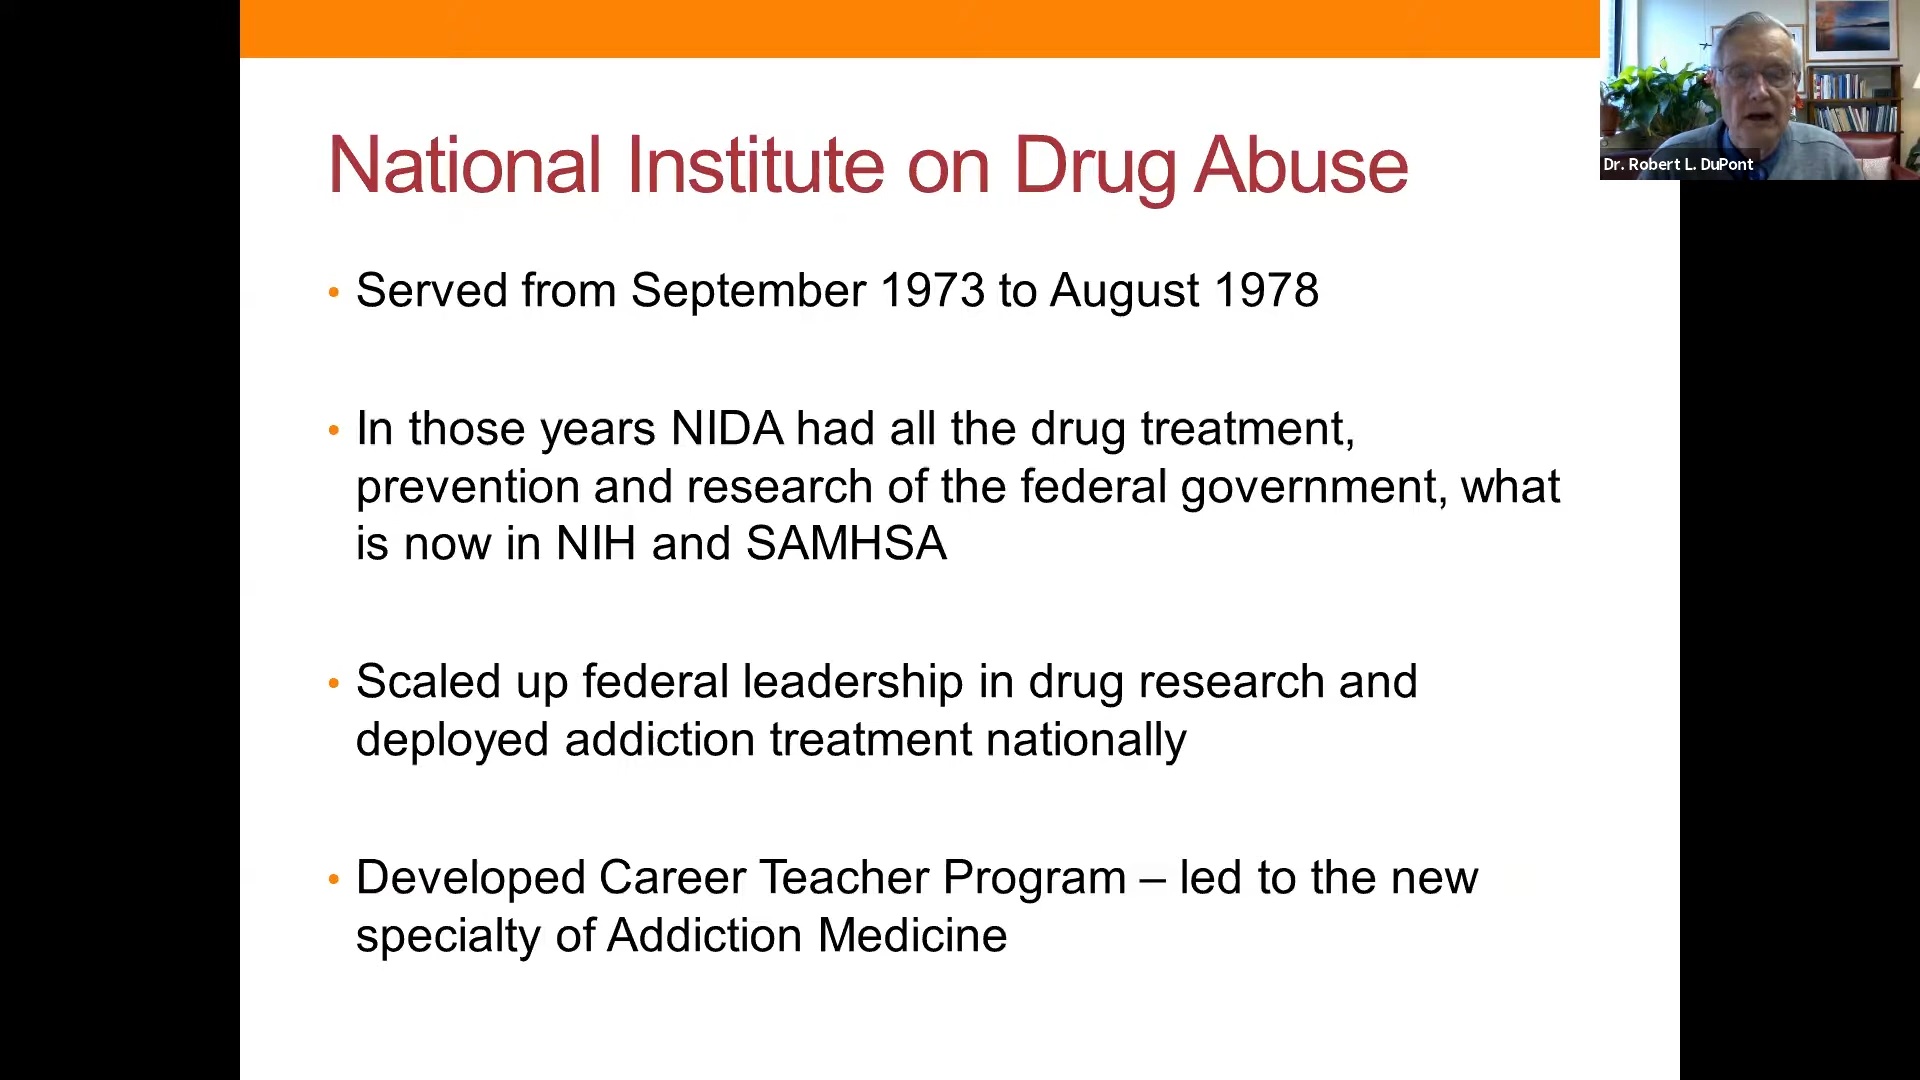 National Institute on Drug Abuse
• Served from September 1973 to August 1978
• In those years NIDA had all the drug treatment,
prevention and research of the federal government, what
is now in NIH and SAMHSA
• Scaled up federal leadership in drug research and
deployed addiction treatment nationally
• Developed Career Teacher Program – led to the new
specialty of Addiction Medicine
Dr. Robert L. DuPont